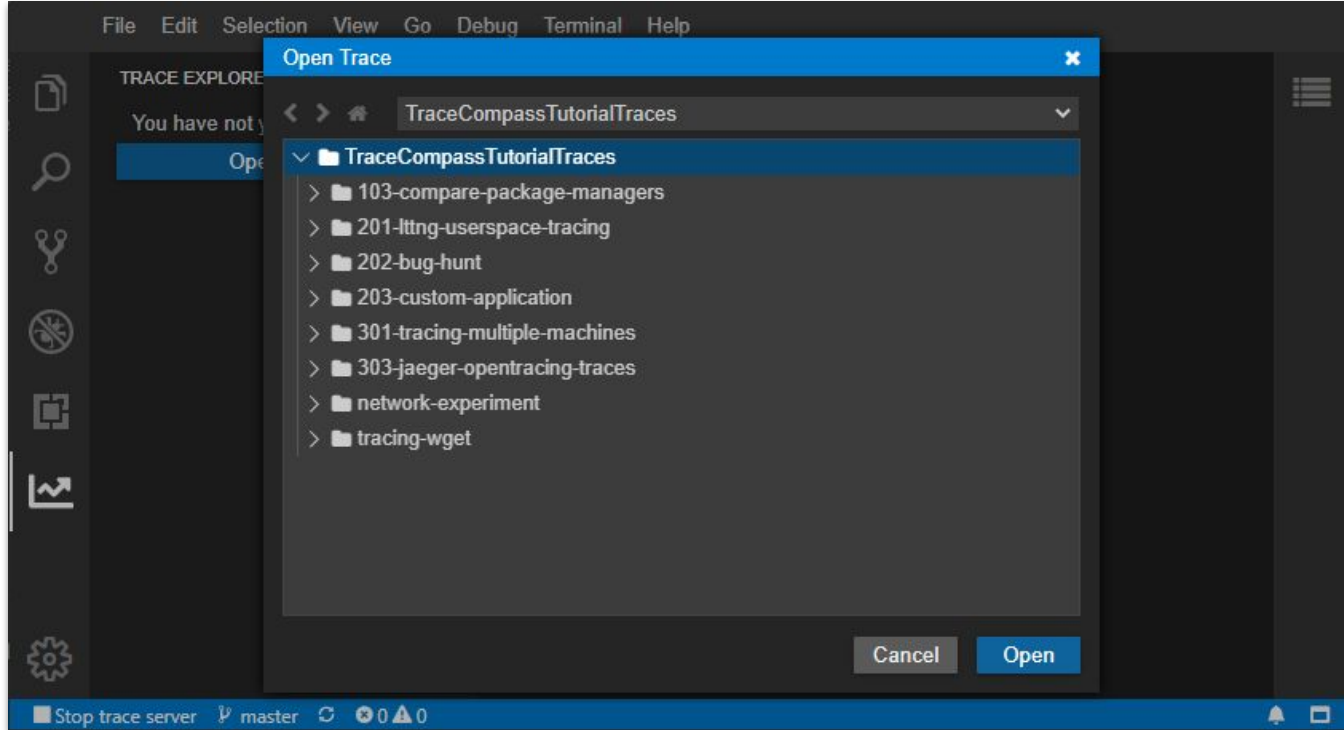 File Edit Selection View Go Debug Terminal Help
Open Trace
TRACE EXPLORE
You have not
Ope
TraceCompassTutorialTraces
TraceCompassTutorialTraces
103-compare-package-managers
201-lttng-userspace-tracing
202-bug-hunt
203-custom-application
301-tracing-multiple-machines
303-jaeger-opentracing-traces
network-experiment
tracing-wget
Cancel Open
Stop trace server master 0 0